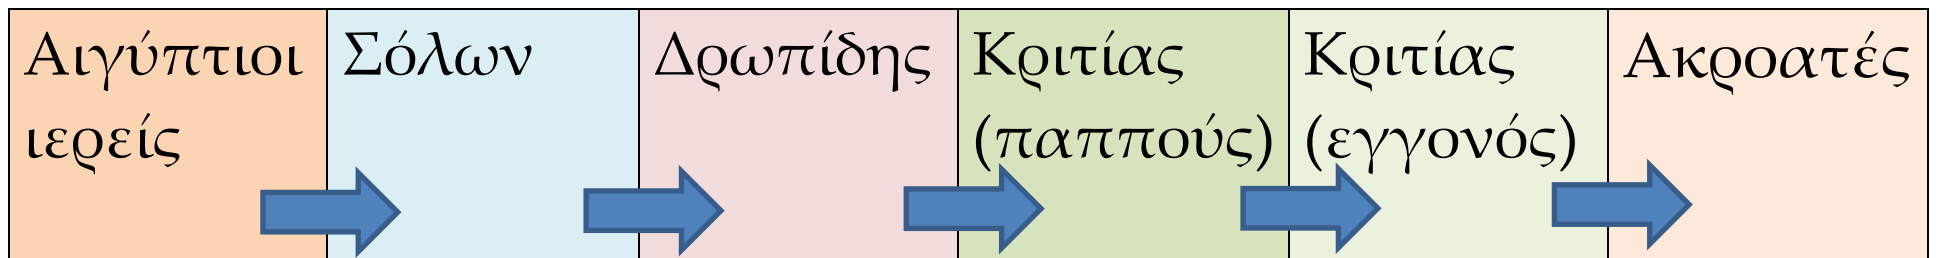 Αιγύπτιοι
ιερείς
Σόλων
Δρωπίδης
Κριτίας
(παππούς)
Κριτίας
(εγγονός)
Ακροατές